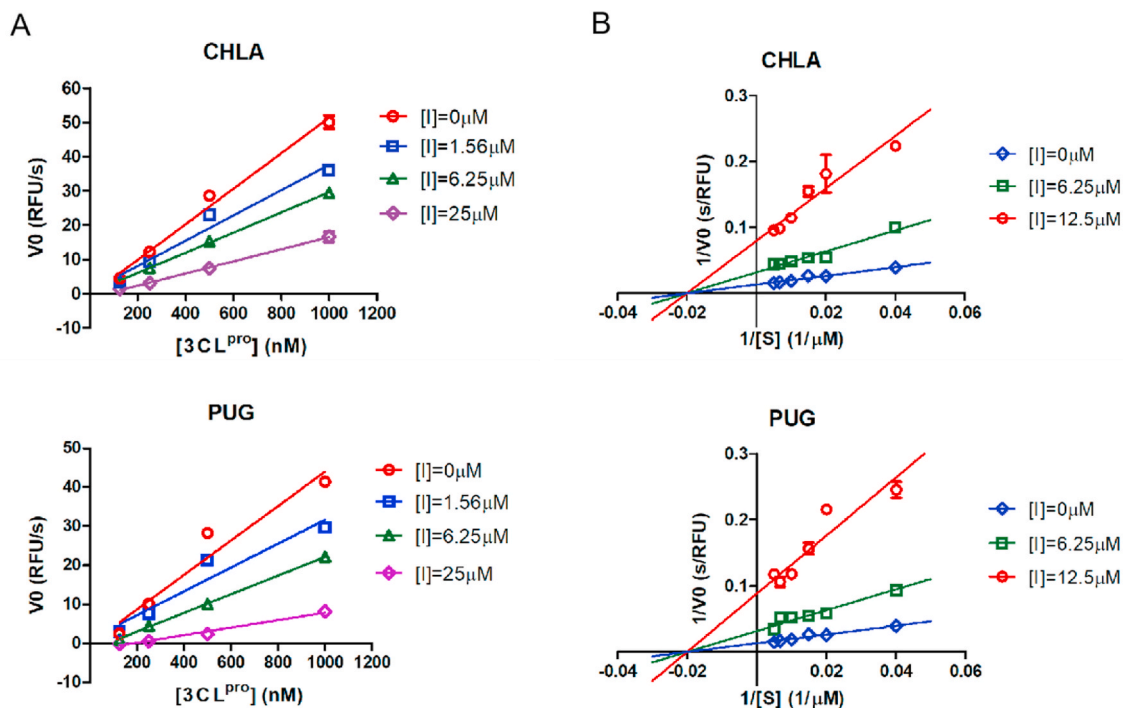 A
CHLA
60
50
40
30
20
10
0
-10
200 400 600 800 1000 1200
V0 (RFU/s)
[3CLᵖʳᵒ] (nM)
[I]=0μM
[I]=1.56μM
[I]=6.25μM
[I]=25μM
B
CHLA
0.3
0.2
0.1
-0.04 -0.02 0.02 0.04 0.06
1/V0 (s/RFU)
1/[S] (1/μM)
[I]=0μM
[I]=6.25μM
[I]=12.5μM
PUG
50
40
30
20
10
0
-10
200 400 600 800 1000 1200
V0 (RFU/s)
[3CLᵖʳᵒ] (nM)
[I]=0μM
[I]=1.56μM
[I]=6.25μM
[I]=25μM
PUG
0.3
0.2
0.1
-0.04 -0.02 0.02 0.04 0.06
1/V0 (s/RFU)
1/[S] (1/μM)
[I]=0μM
[I]=6.25μM
[I]=12.5μM